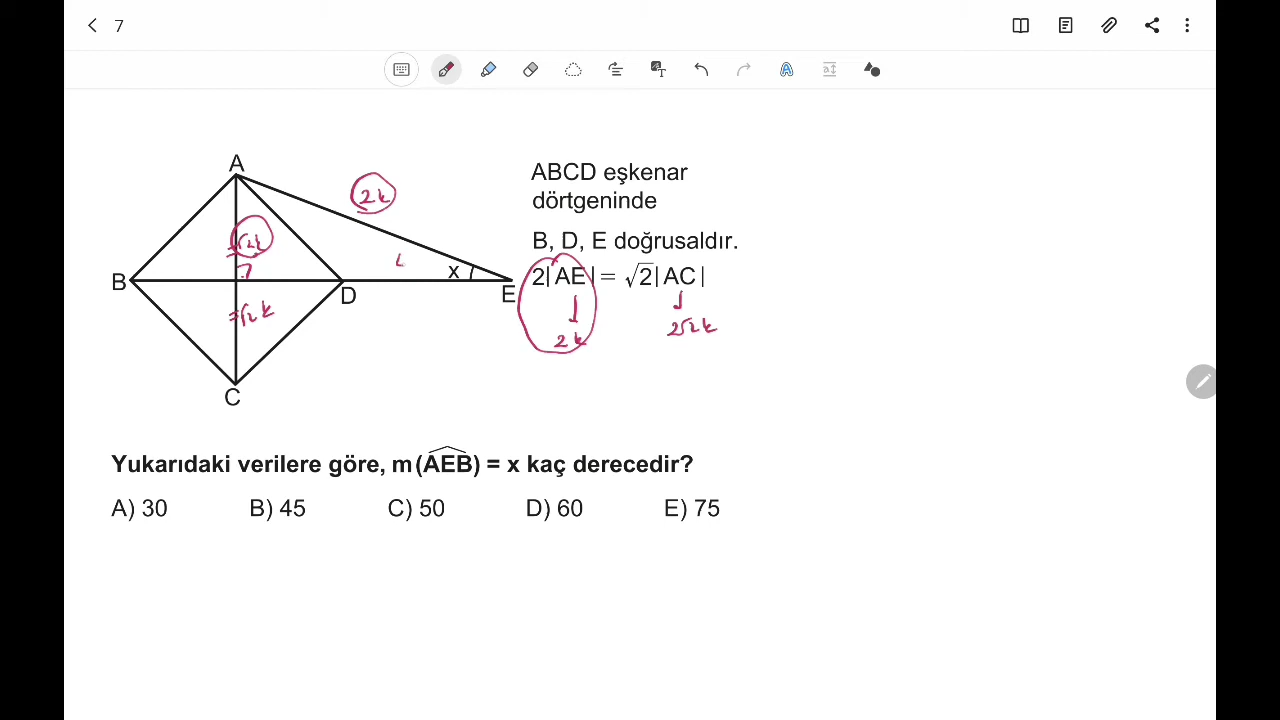 7
A
2k
√2k
B
x
D
E
=√2k
C
ABCD eşkenar
dörtgeninde
B, D, E doğrusaldır.
2|AE| = √2|AC|
2k
2√2k
Yukarıdaki verilere göre, m(AEB) = x kaç derecedir?
A) 30 B) 45 C) 50 D) 60 E) 75